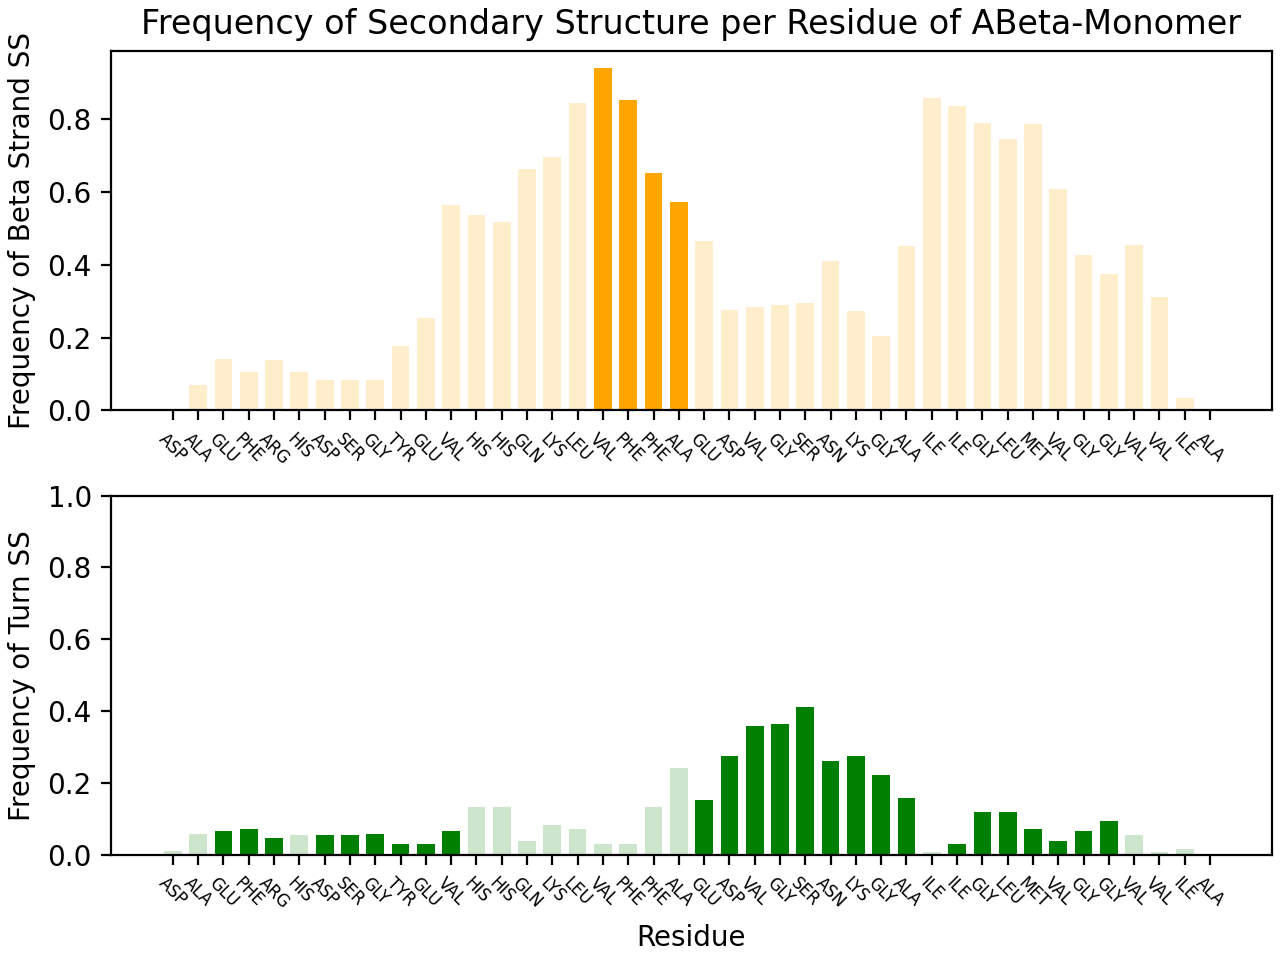 Frequency of Secondary Structure per Residue of ABeta-Monomer
Frequency of Beta Strand SS
0.8
0.6
0.4
0.2
0.0
ASP ALA GLU PHE ARG HIS ASP SER GLY TYR GLU VAL HIS HIS GLN LYS LEU VAL PHE PHE ALA GLU ASP VAL GLY SER ASN LYS GLY ALA ILE ILE GLY LEU MET VAL GLY GLY VAL VAL ILE ALA
Frequency of Turn SS
1.0
0.8
0.6
0.4
0.2
0.0
ASP ALA GLU PHE ARG HIS ASP SER GLY TYR GLU VAL HIS HIS GLN LYS LEU VAL PHE PHE ALA GLU ASP VAL GLY SER ASN LYS GLY ALA ILE ILE GLY LEU MET VAL GLY GLY VAL VAL ILE ALA
Residue